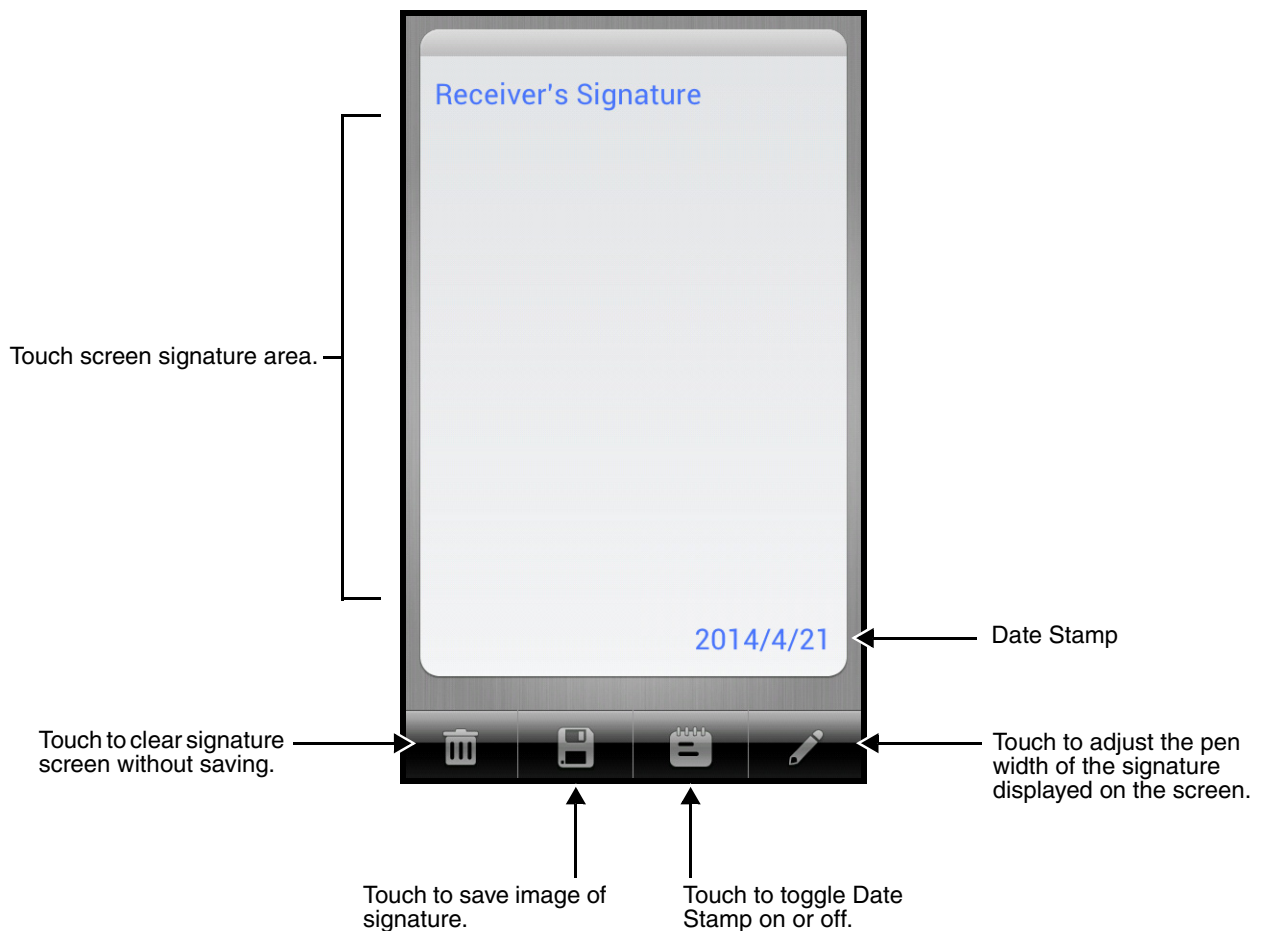 Receiver's Signature
Touch screen signature area.
2014/4/21
Date Stamp
Touch to clear signature
screen without saving.
Touch to adjust the pen
width of the signature
displayed on the screen.
Touch to save image of
signature.
Touch to toggle Date
Stamp on or off.